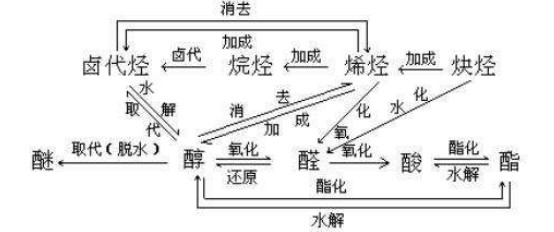 消去
加成
卤代烃 卤代 烷烃 加成 烯烃 加成 炔烃
水解
取代
消去
加成
氧化
水化
醚 取代(脱水) 醇 氧化 还原 醛 氧化 酸 酯化 水解 酯
酯化
水解